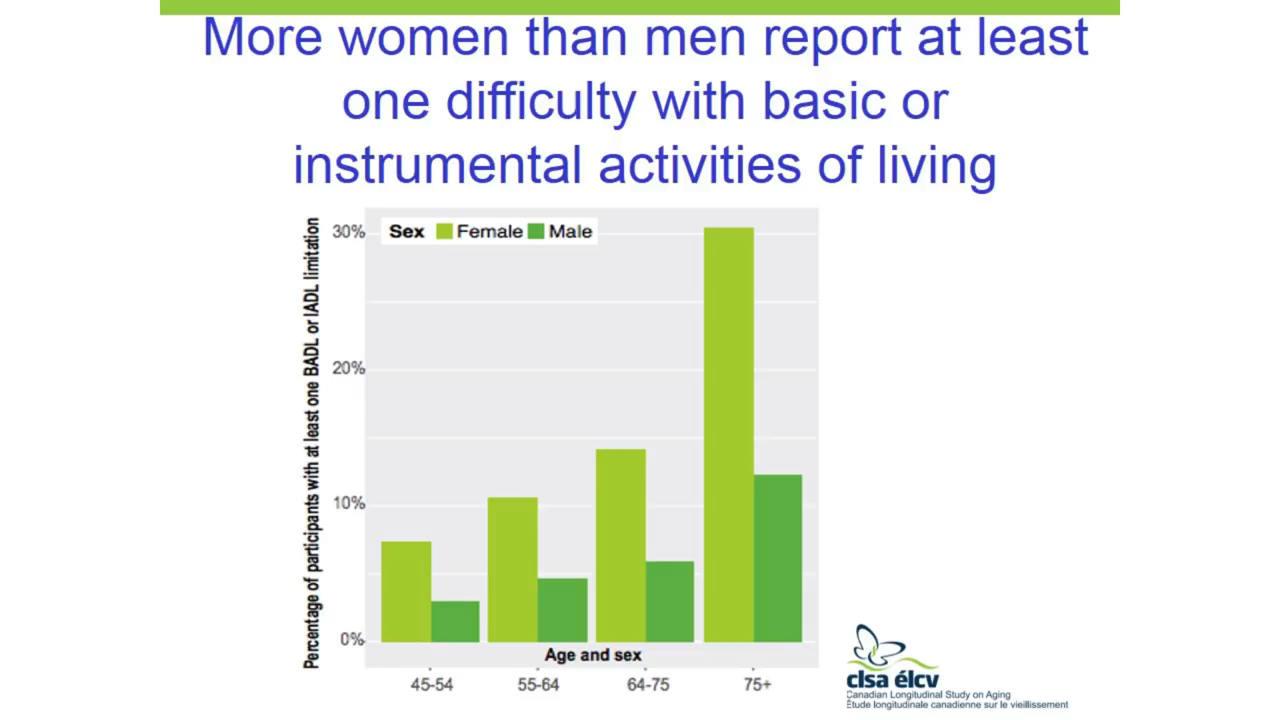 More women than men report at least
one difficulty with basic or
instrumental activities of living
Percentage of participants with at least one BADL or IADL limitation
Sex Female Male
30%
20%
10%
0%
Age and sex
45-54 55-64 64-75 75+
clsa élcv
Canadian Longitudinal Study on Aging
Étude longitudinale canadienne sur le vieillissement